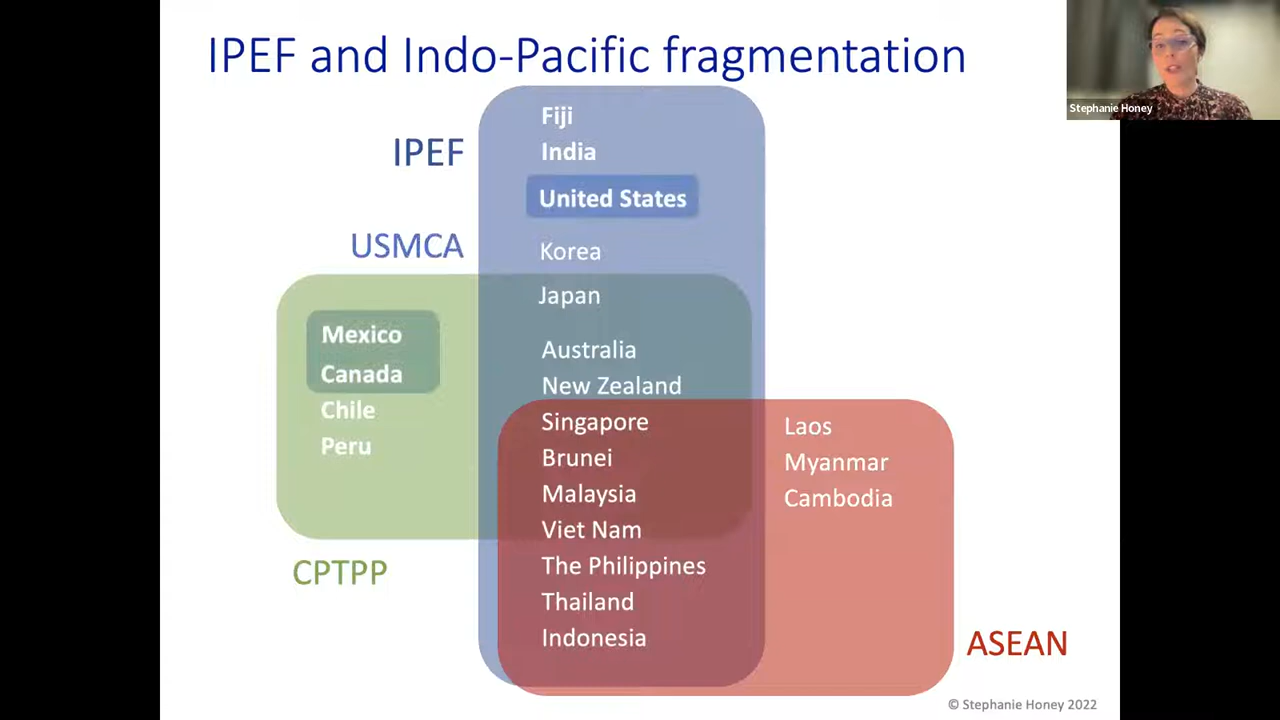 IPEF and Indo-Pacific fragmentation
Stephanie Honey
IPEF
USMCA
CPTPP
ASEAN
Fiji
India
United States
Korea
Japan
Australia
New Zealand
Singapore
Brunei
Malaysia
Viet Nam
The Philippines
Thailand
Indonesia
Mexico
Canada
Chile
Peru
Laos
Myanmar
Cambodia
© Stephanie Honey 2022